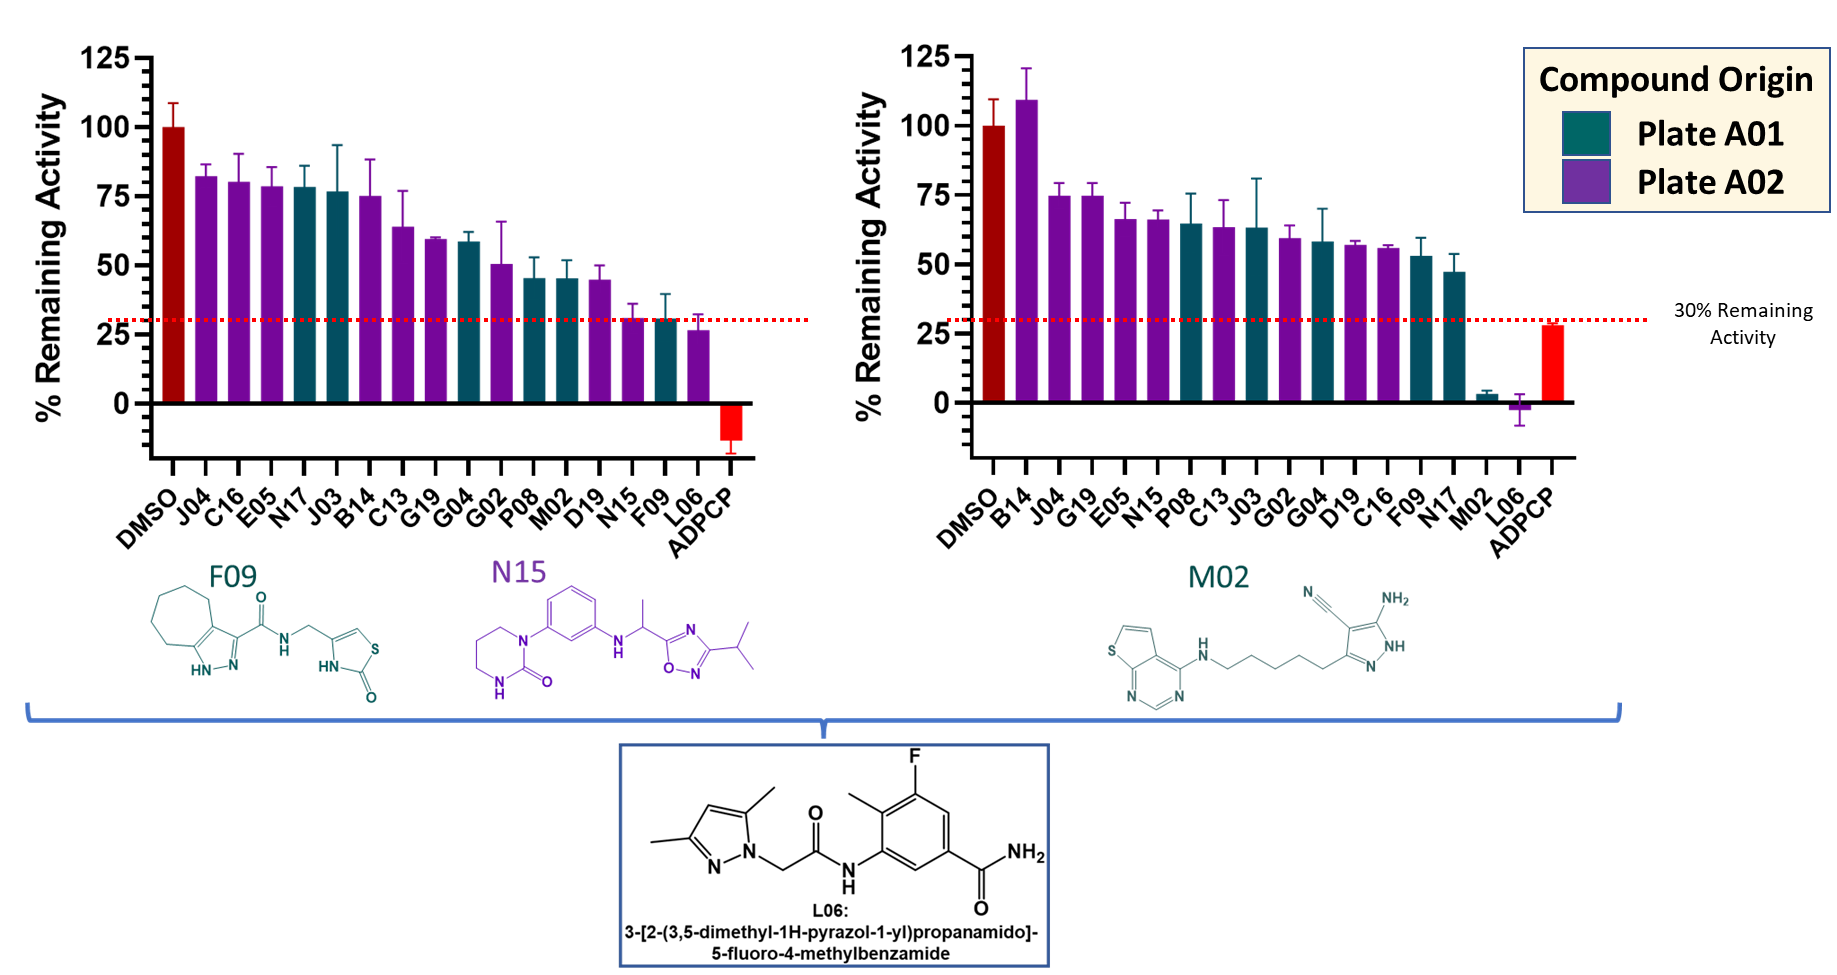 % Remaining Activity
125
100
75
50
25
0
DMSO
J04
C16
E05
N17
J03
B14
C13
G19
G04
G02
P08
M02
D19
N15
F09
L06
ADPCP
% Remaining Activity
125
100
75
50
25
0
DMSO
B14
J04
G19
E05
N15
P08
C13
J03
G02
G04
D19
C16
F09
N17
M02
L06
ADPCP
Compound Origin
Plate A01
Plate A02
30% Remaining
Activity
F09
O
N
H
HN
N
S
HN
O
N15
N
N
H
O
N
H
N
O
N
M02
N
NH2
S
H
N
NH
N
N
N
F
O
N
N
N
H
NH2
O
L06:
3-[2-(3,5-dimethyl-1H-pyrazol-1-yl)propanamido]-
5-fluoro-4-methylbenzamide